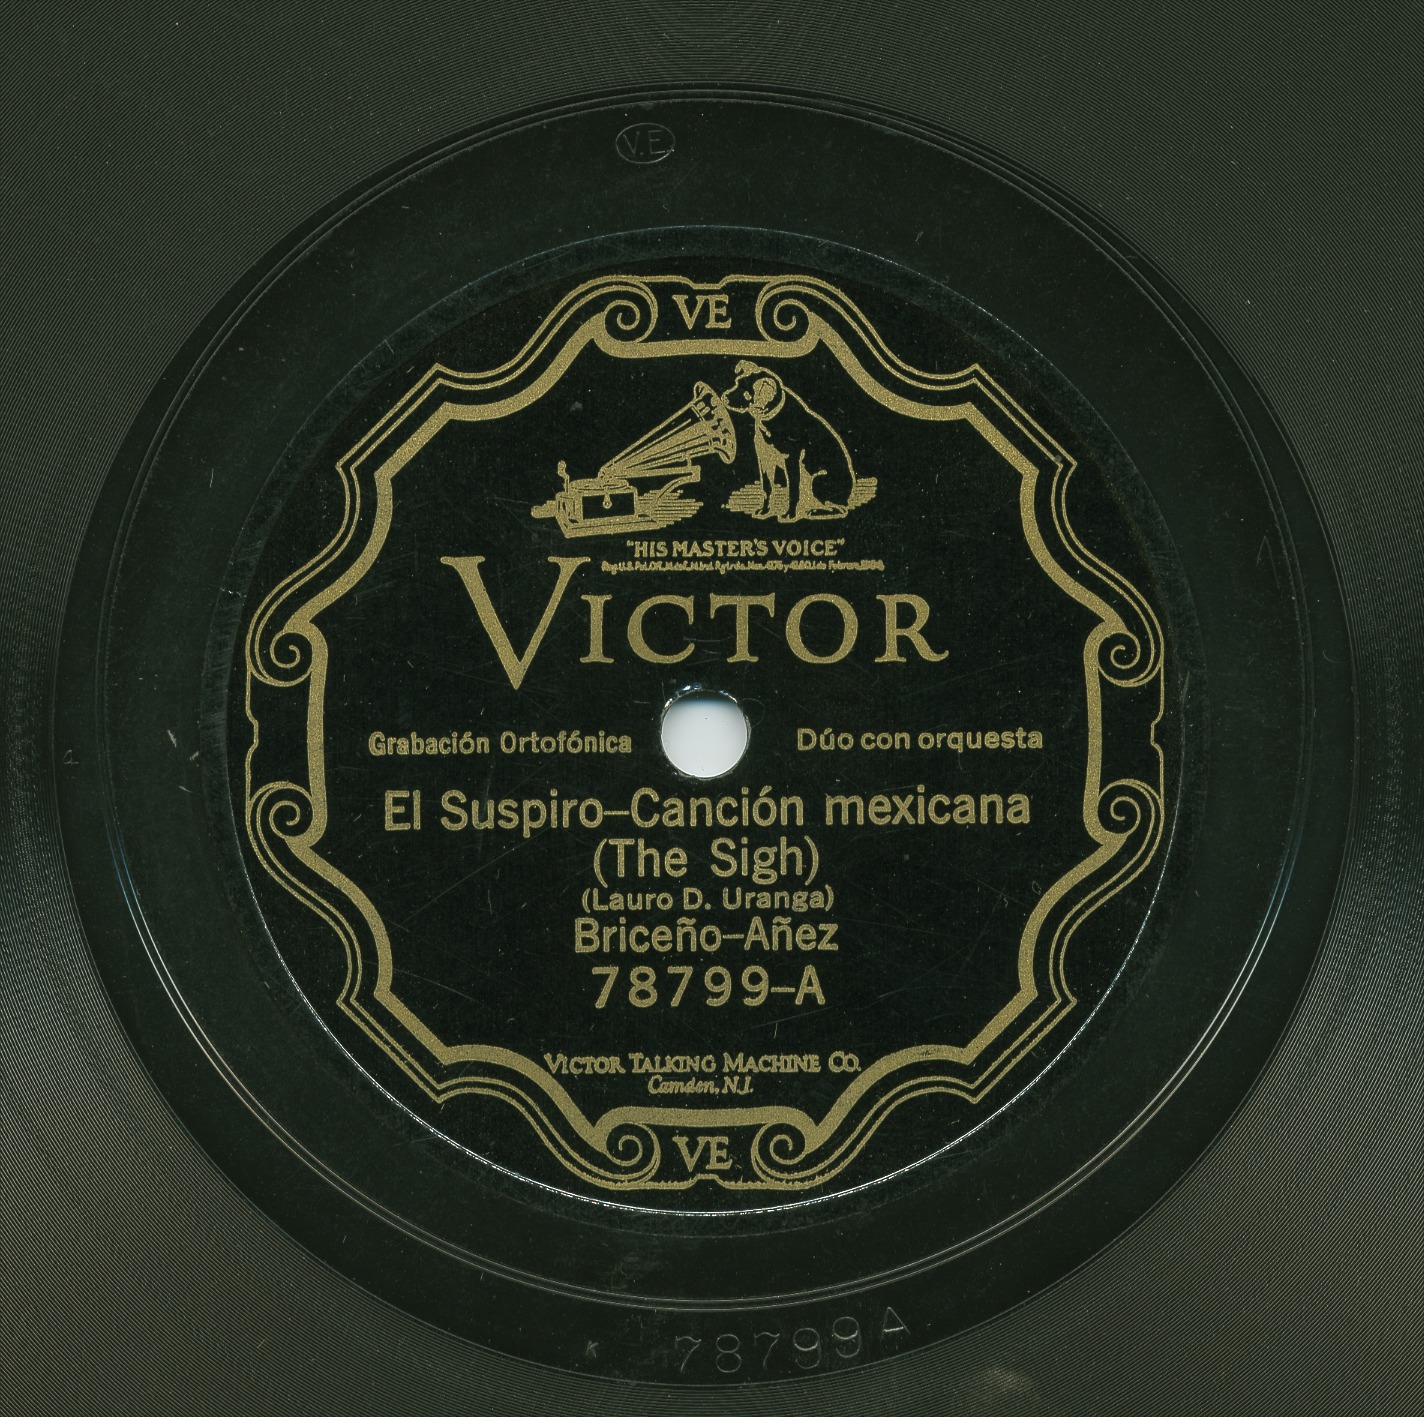 V.E.
VE
"HIS MASTER'S VOICE"
VICTOR
Grabación Ortofónica
Dúo con orquesta
El Suspiro–Canción mexicana
(The Sigh)
(Lauro D. Uranga)
Briceño–Añez
78799–A
VICTOR TALKING MACHINE CO.
Camden, N.J.
VE
K 78799 A